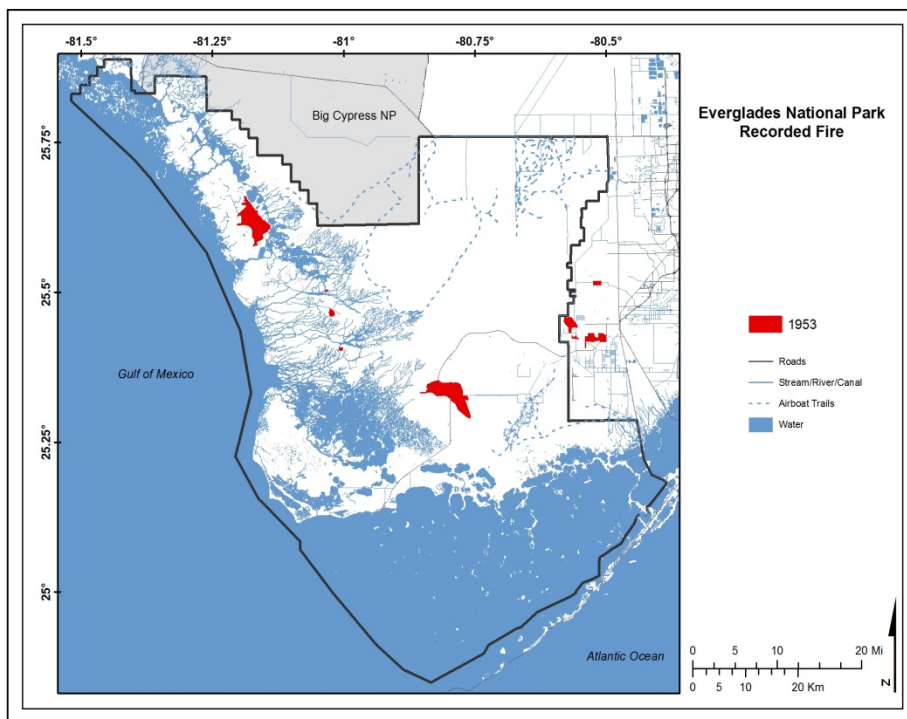 -81.5 -81.25 -81 -80.75 -80.5
Everglades National Park
Recorded Fire
Big Cypress NP
25.75°
25.5°
25.25°
25°
Gulf of Mexico
Atlantic Ocean
1953
Roads
Stream/River/Canal
Airboat Trails
Water
0 5 10 20 Mi
0 5 10 20 Km
N